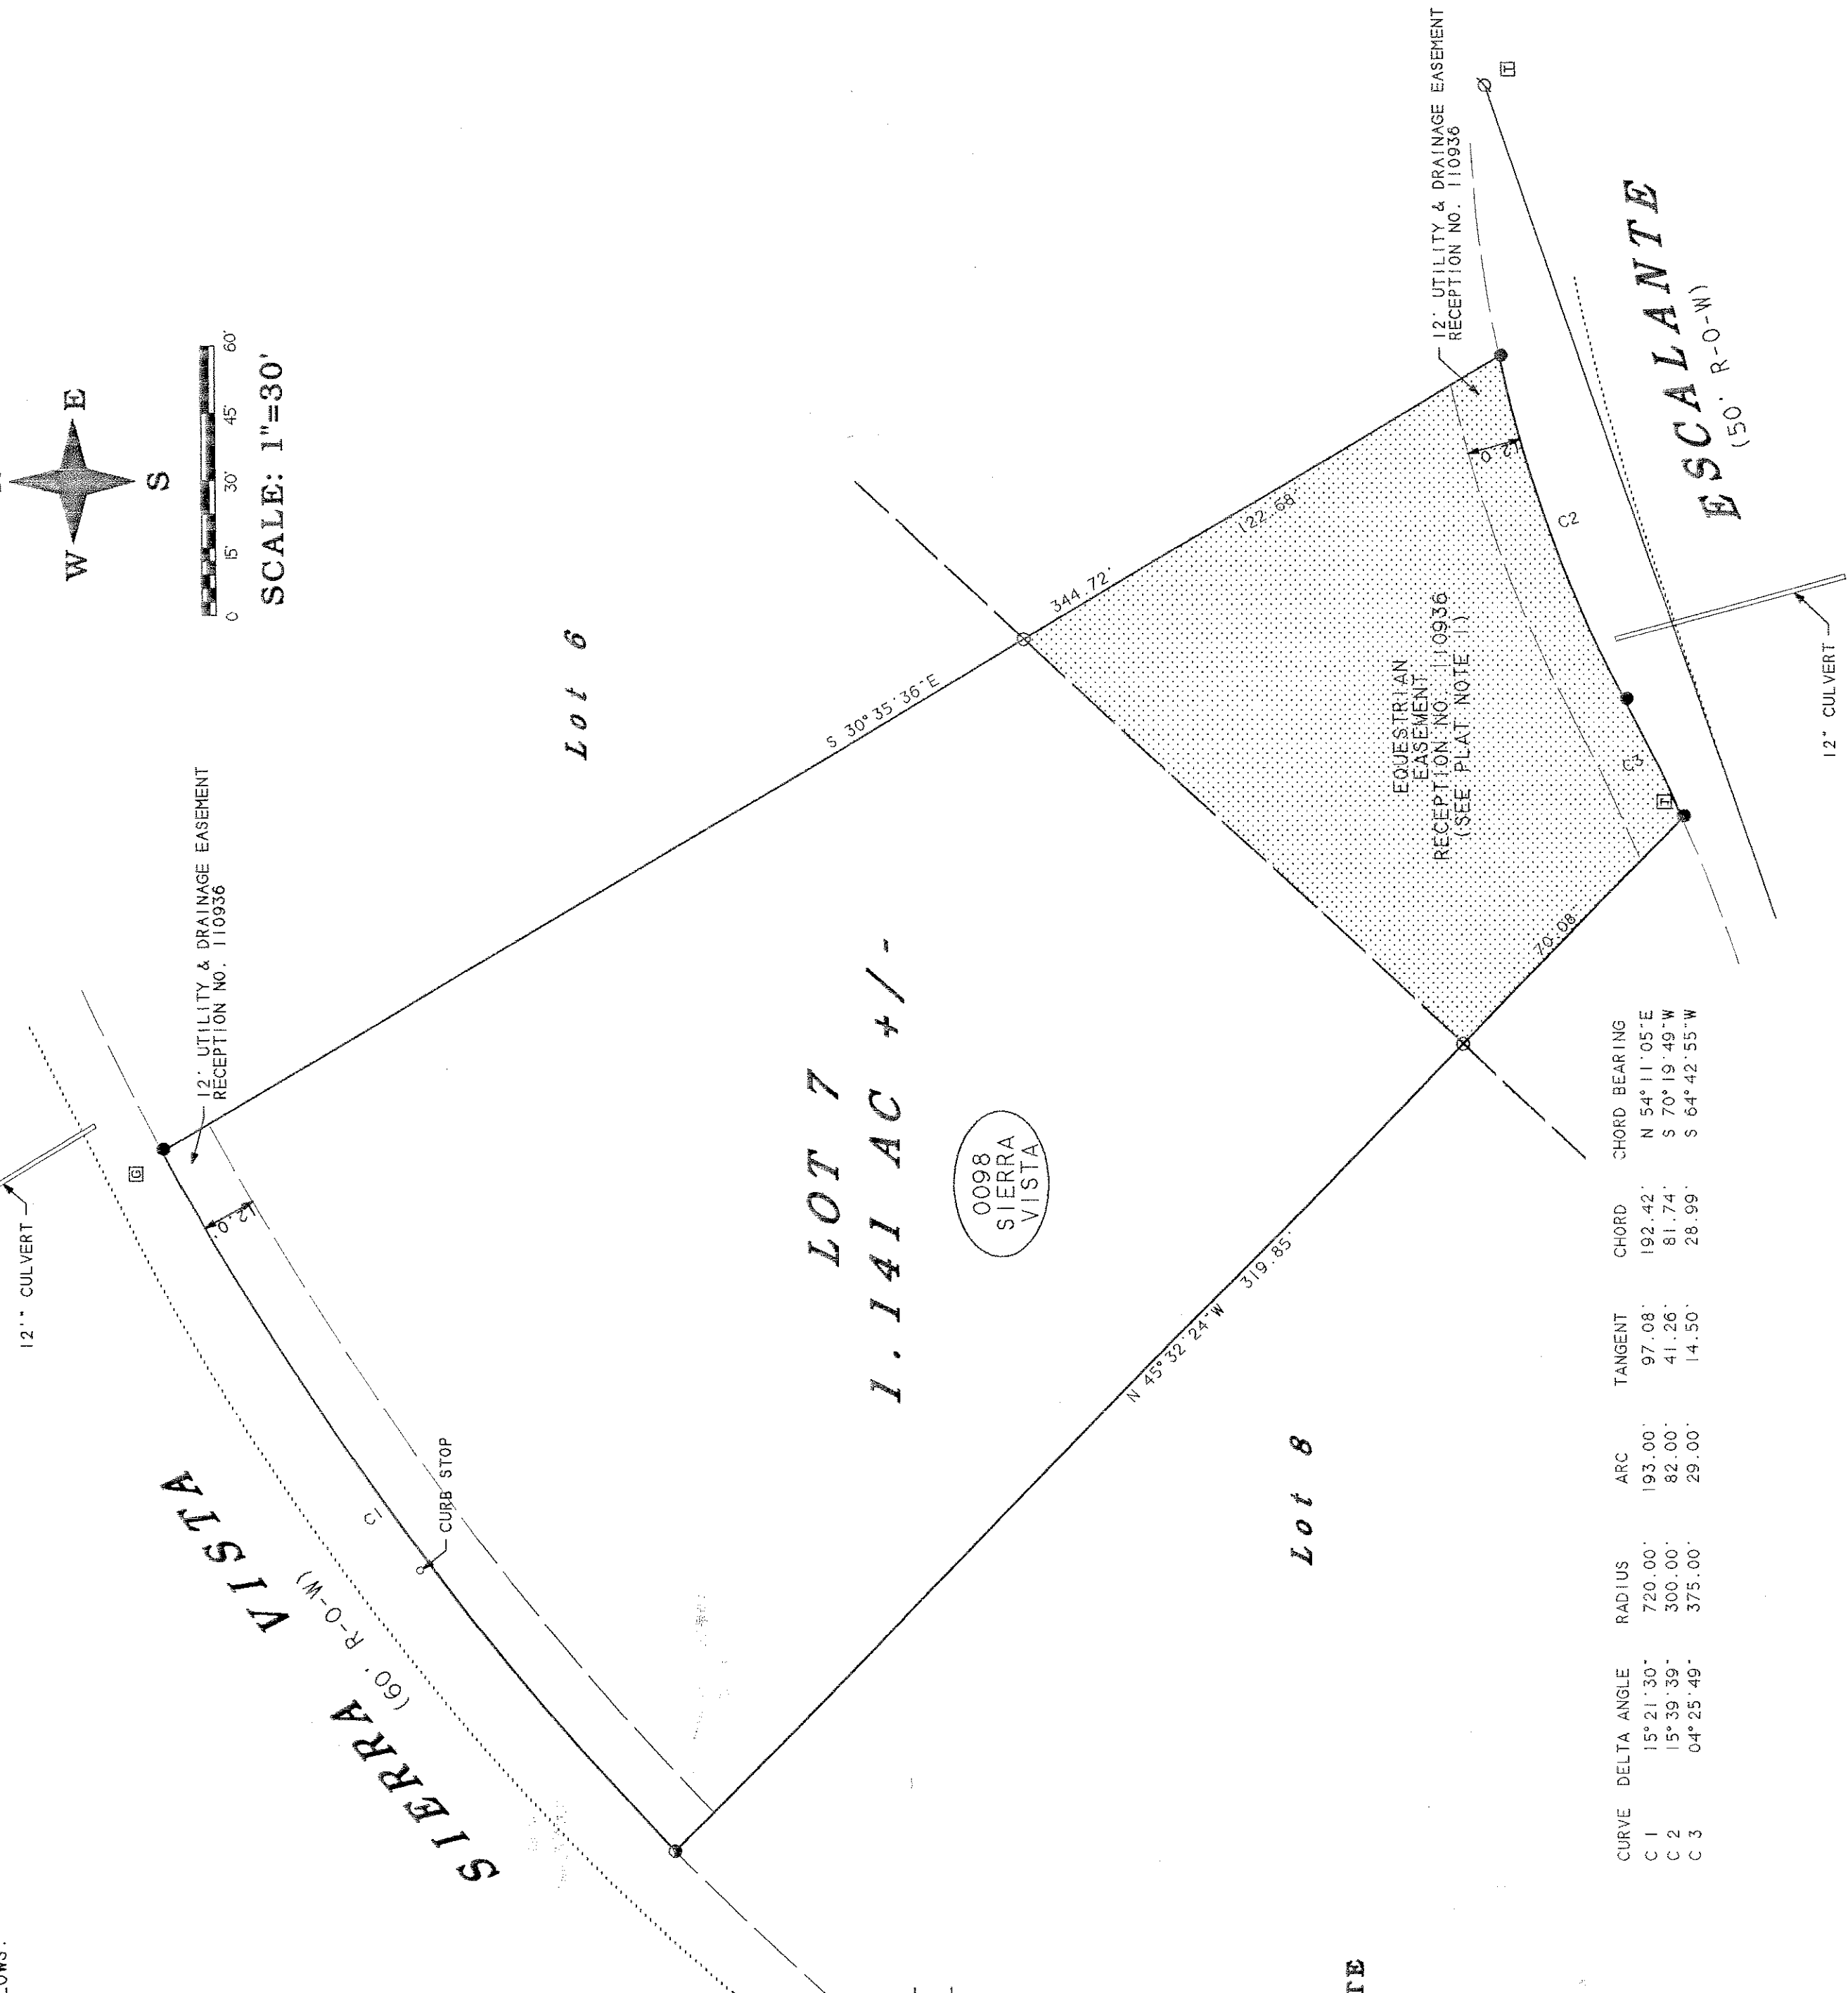 LOWS:
12'" CULVERT
W
E
S
0
15'
30'
45'
60'
SCALE: 1"=30'
12' UTILITY & DRAINAGE EASEMENT
RECEPTION NO. 110936
G
12.0'
SIERRA VISTA
(60' R-O-W)
C1
CURB STOP
Lot 6
S 30°35'36"E
344.72'
122.68'
LOT 7
1.141 AC +/-
0098
SIERRA
VISTA
N 45°32'24"W 319.85'
70.08'
Lot 8
EQUESTRIAN
EASEMENT
RECEPTION NO. 110936
(SEE PLAT NOTE 1)
12' UTILITY & DRAINAGE EASEMENT
RECEPTION NO. 110936
12.0'
C2
C3
T
T
ESCALANTE
(50' R-O-W)
12" CULVERT
CURVE DELTA ANGLE RADIUS ARC TANGENT CHORD CHORD BEARING
C 1 15°21'30" 720.00' 193.00' 97.08' 192.42' N 54°11'05"E
C 2 15°39'39" 300.00' 82.00' 41.26' 81.74' S 70°19'49"W
C 3 04°25'49" 375.00' 29.00' 14.50' 28.99' S 64°42'55"W
TE